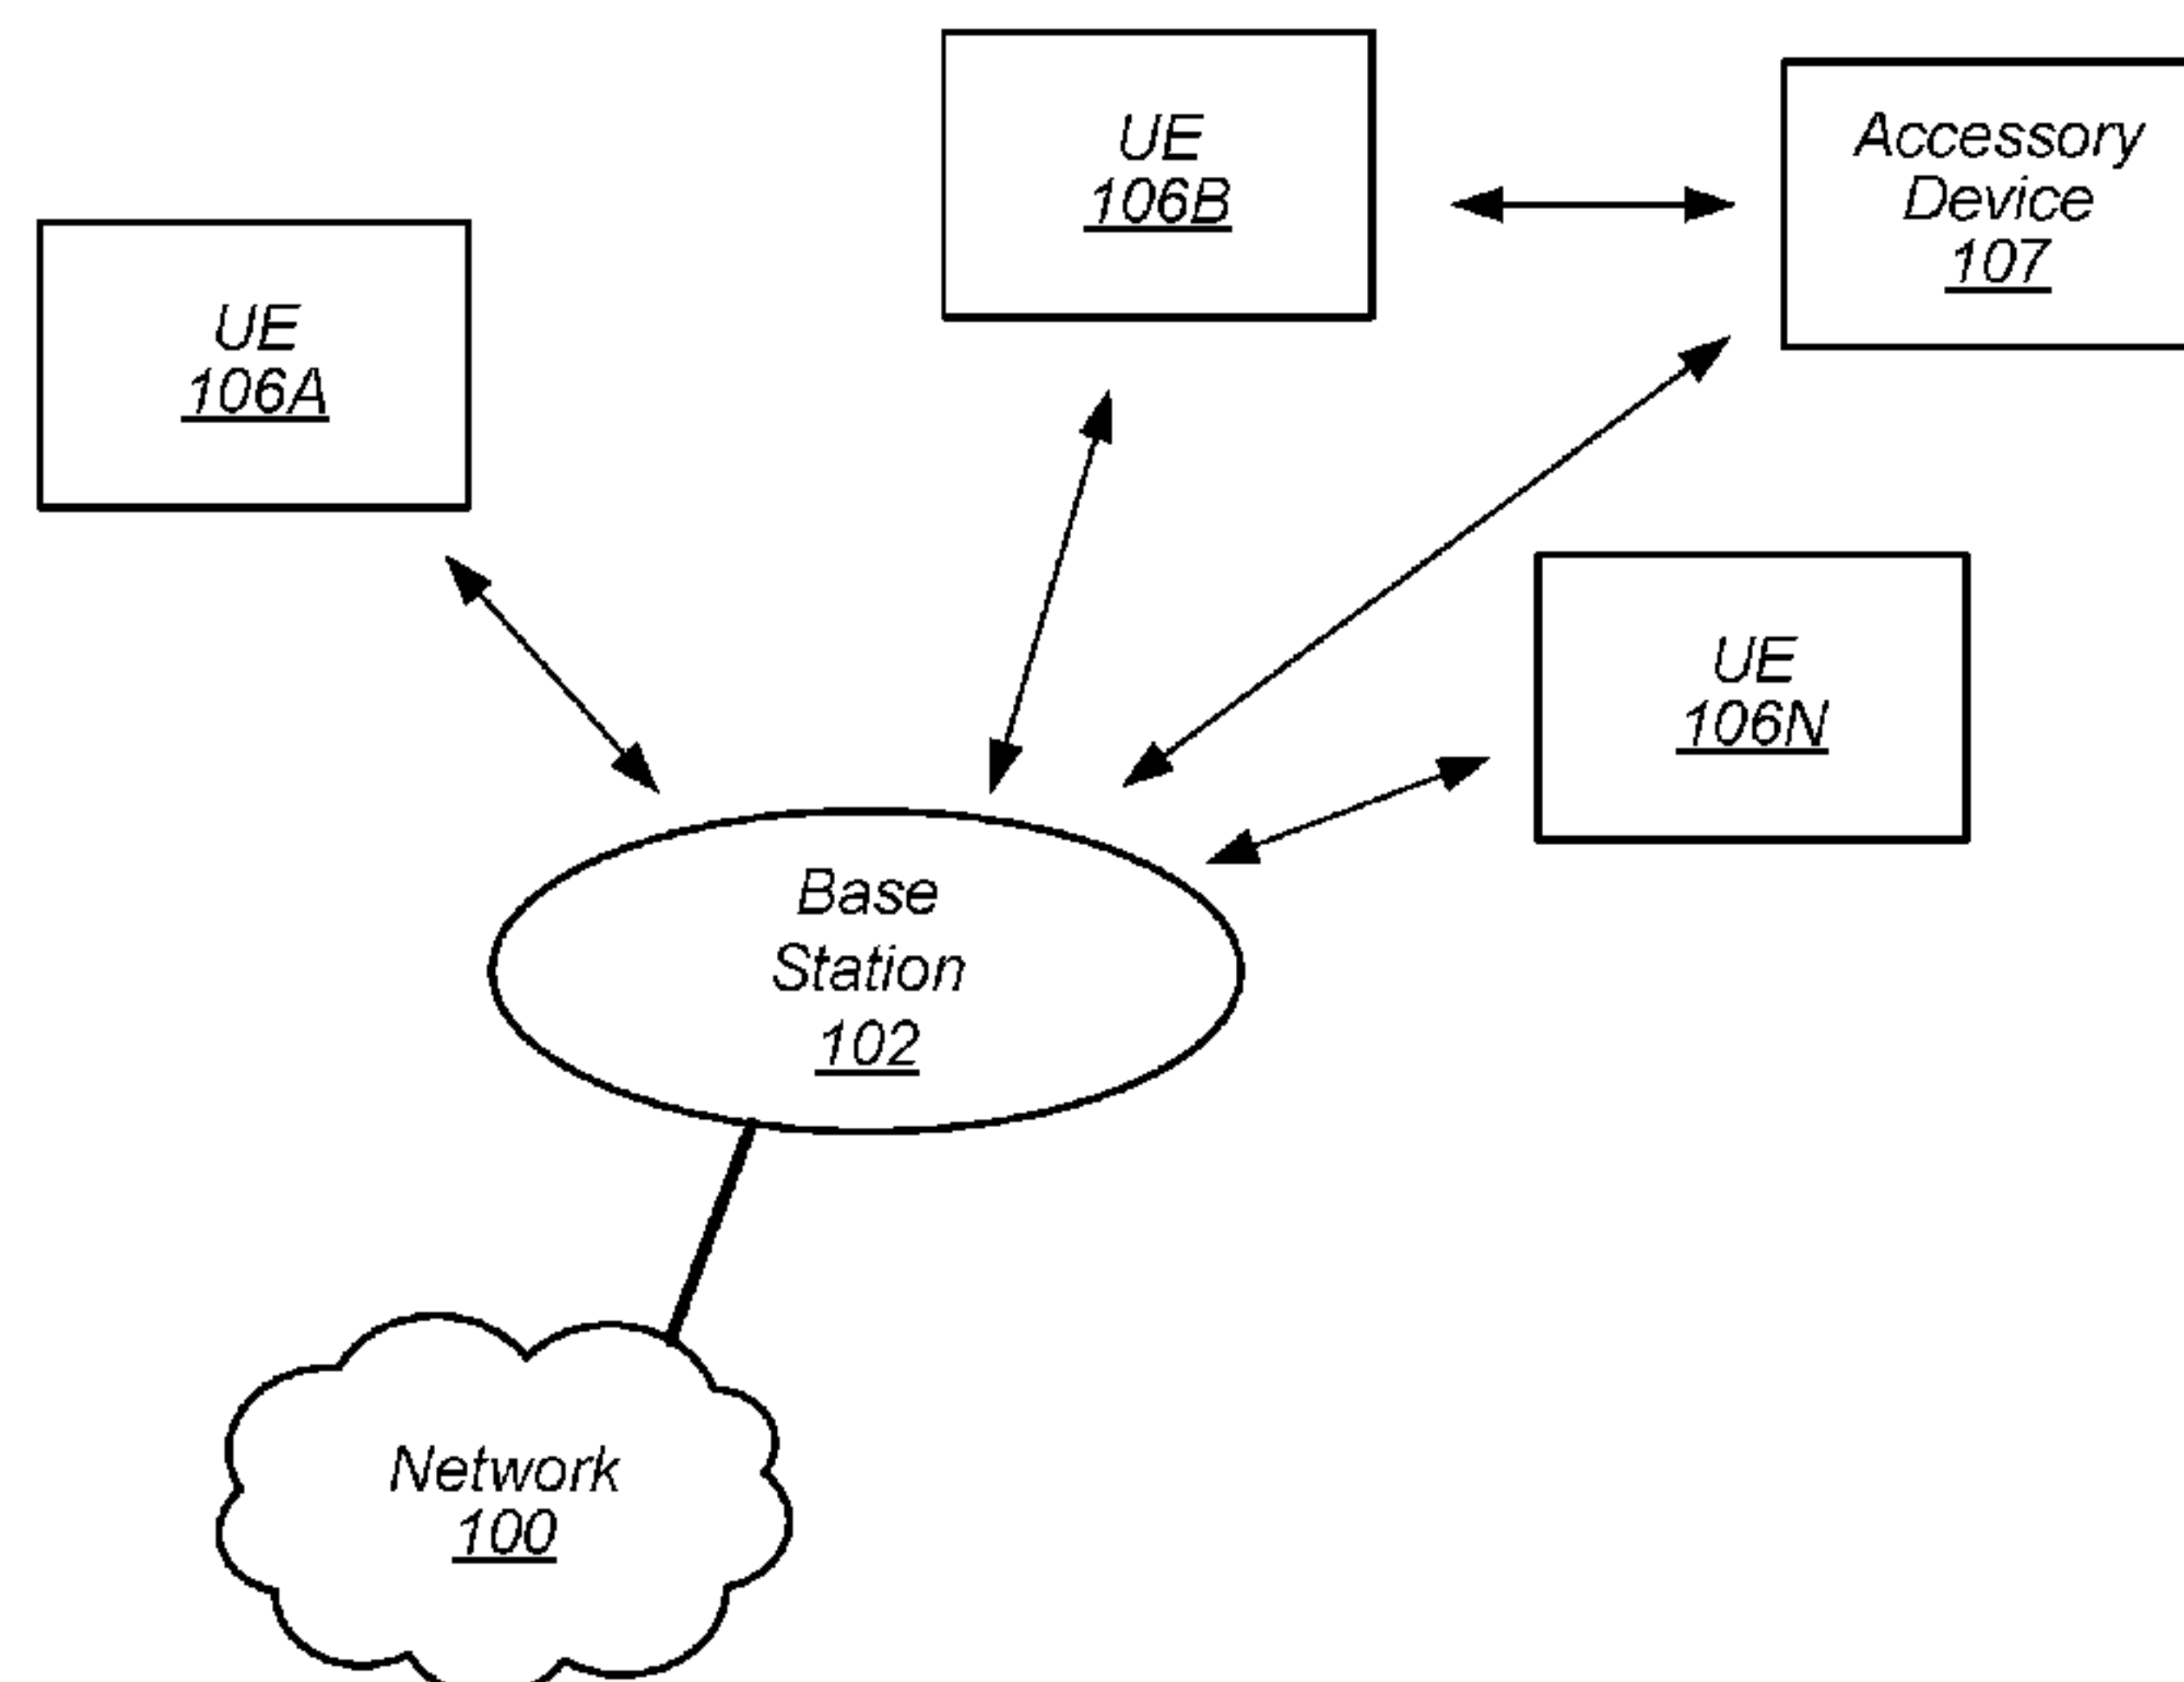 UE
106B
Accessory
Device
107
UE
106A
UE
106N
Base
Station
102
Network
100